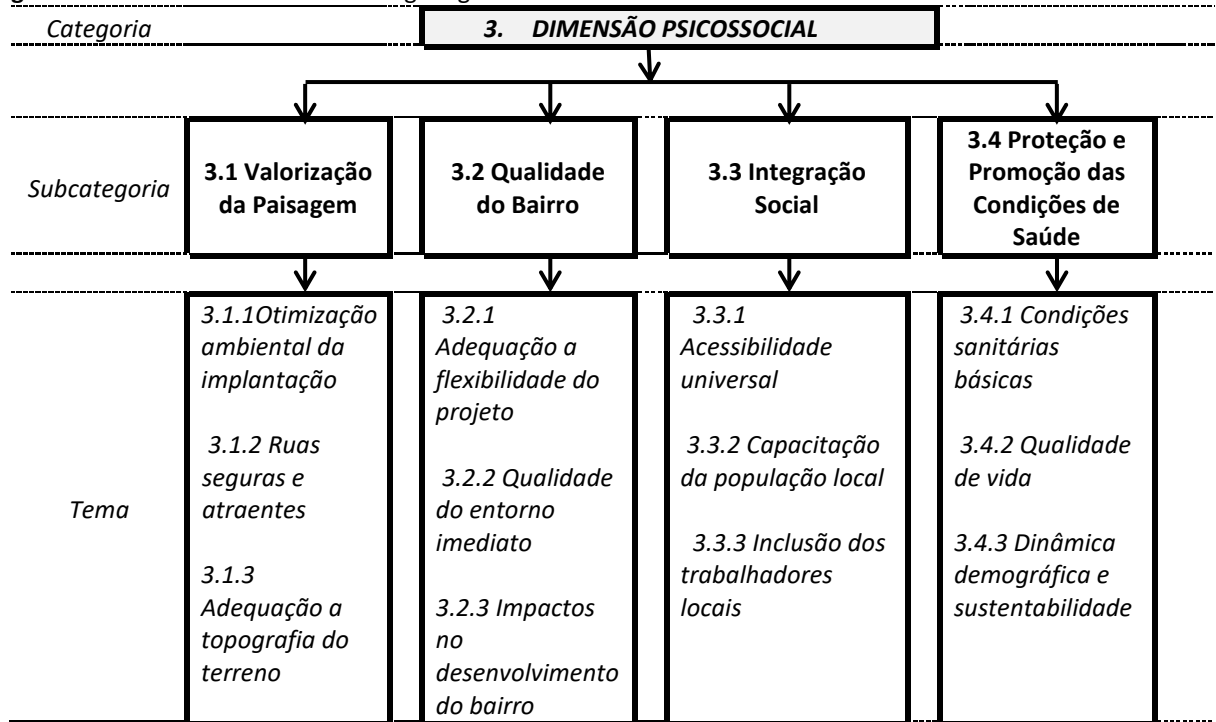 Categoria
3. DIMENSÃO PSICOSSOCIAL
Subcategoria
3.1 Valorização
da Paisagem
3.2 Qualidade
do Bairro
3.3 Integração
Social
3.4 Proteção e
Promoção das
Condições de
Saúde
Tema
3.1.1Otimização
ambiental da
implantação
3.1.2 Ruas
seguras e
atraentes
3.1.3
Adequação a
topografia do
terreno
3.2.1
Adequação a
flexibilidade do
projeto
3.2.2 Qualidade
do entorno
imediato
3.2.3 Impactos
no
desenvolvimento
do bairro
3.3.1
Acessibilidade
universal
3.3.2 Capacitação
da população local
3.3.3 Inclusão dos
trabalhadores
locais
3.4.1 Condições
sanitárias
básicas
3.4.2 Qualidade
de vida
3.4.3 Dinâmica
demográfica e
sustentabilidade